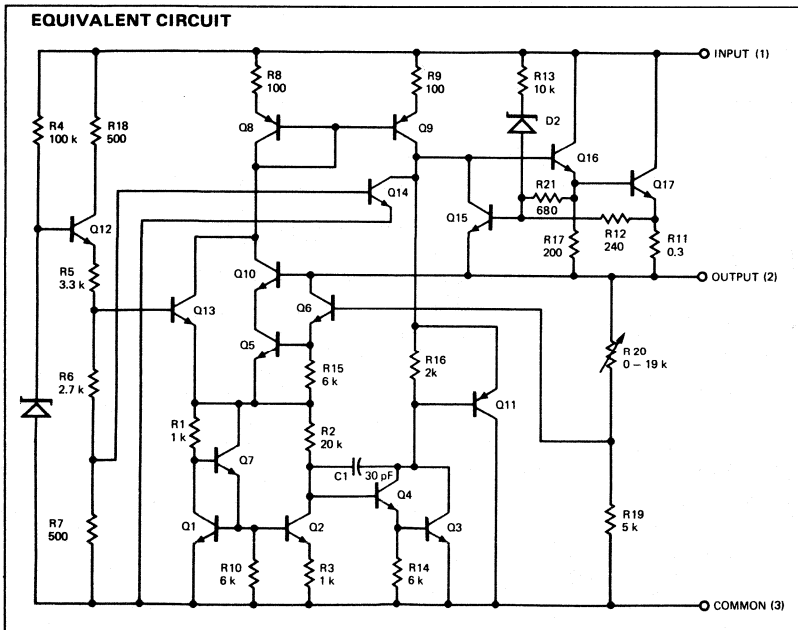 EQUIVALENT CIRCUIT
INPUT (1)
R8
100
R9
100
R13
10 k
R4
100 k
R18
500
Q8
Q9
D2
Q16
Q14
Q17
R21
680
Q12
Q15
R17
200
R12
240
R11
0.3
R5
3.3 k
Q10
OUTPUT (2)
Q13
Q6
Q5
R15
6 k
R16
2k
R 20
0 – 19 k
R6
2.7 k
Q11
R1
1 k
R2
20 k
Q7
C1
30 pF
Q4
R7
500
Q1
Q2
Q3
R19
5 k
R10
6 k
R3
1 k
R14
6 k
COMMON (3)